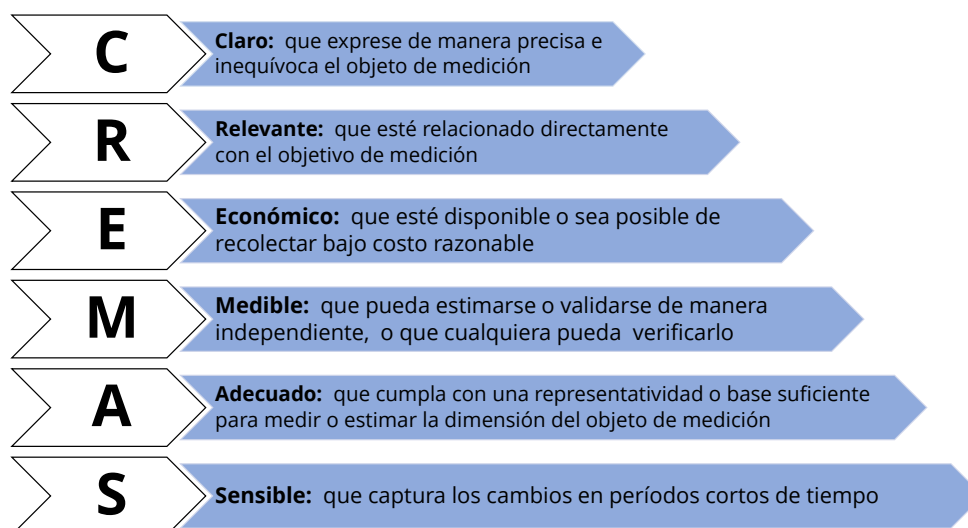 C
Claro: que exprese de manera precisa e
inequívoca el objeto de medición
R
Relevante: que esté relacionado directamente
con el objetivo de medición
E
Económico: que esté disponible o sea posible de
recolectar bajo costo razonable
M
Medible: que pueda estimarse o validarse de manera
independiente, o que cualquiera pueda verificarlo
A
Adecuado: que cumpla con una representatividad o base suficiente
para medir o estimar la dimensión del objeto de medición
S
Sensible: que captura los cambios en períodos cortos de tiempo